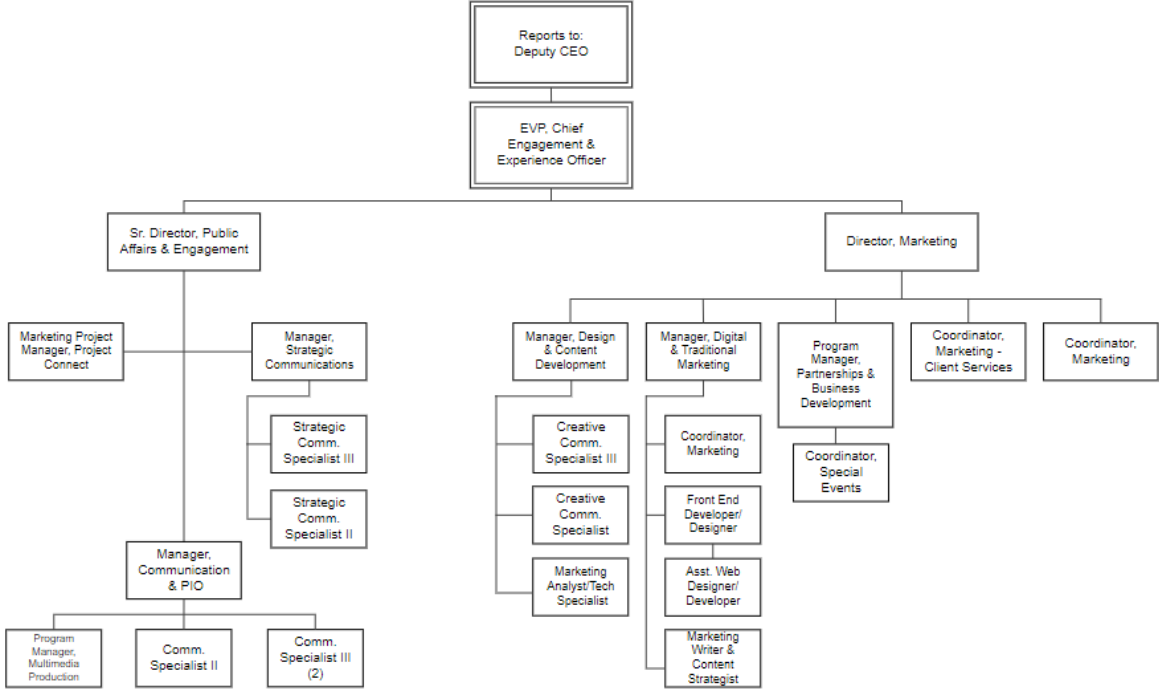 Reports to:
Deputy CEO
EVP, Chief
Engagement &
Experience Officer
Sr. Director, Public
Affairs & Engagement
Director, Marketing
Marketing Project
Manager, Project
Connect
Manager,
Strategic
Communications
Manager, Design
& Content
Development
Manager, Digital
& Traditional
Marketing
Program
Manager,
Partnerships &
Business
Development
Coordinator,
Marketing -
Client Services
Coordinator,
Marketing
Strategic
Comm.
Specialist III
Strategic
Comm.
Specialist II
Creative
Comm.
Specialist III
Creative
Comm.
Specialist
Marketing
Analyst/Tech
Specialist
Coordinator,
Marketing
Front End
Developer/
Designer
Asst. Web
Designer/
Developer
Marketing
Writer &
Content
Strategist
Coordinator,
Special
Events
Manager,
Communication
& PIO
Program
Manager,
Multimedia
Production
Comm.
Specialist II
Comm.
Specialist III
(2)